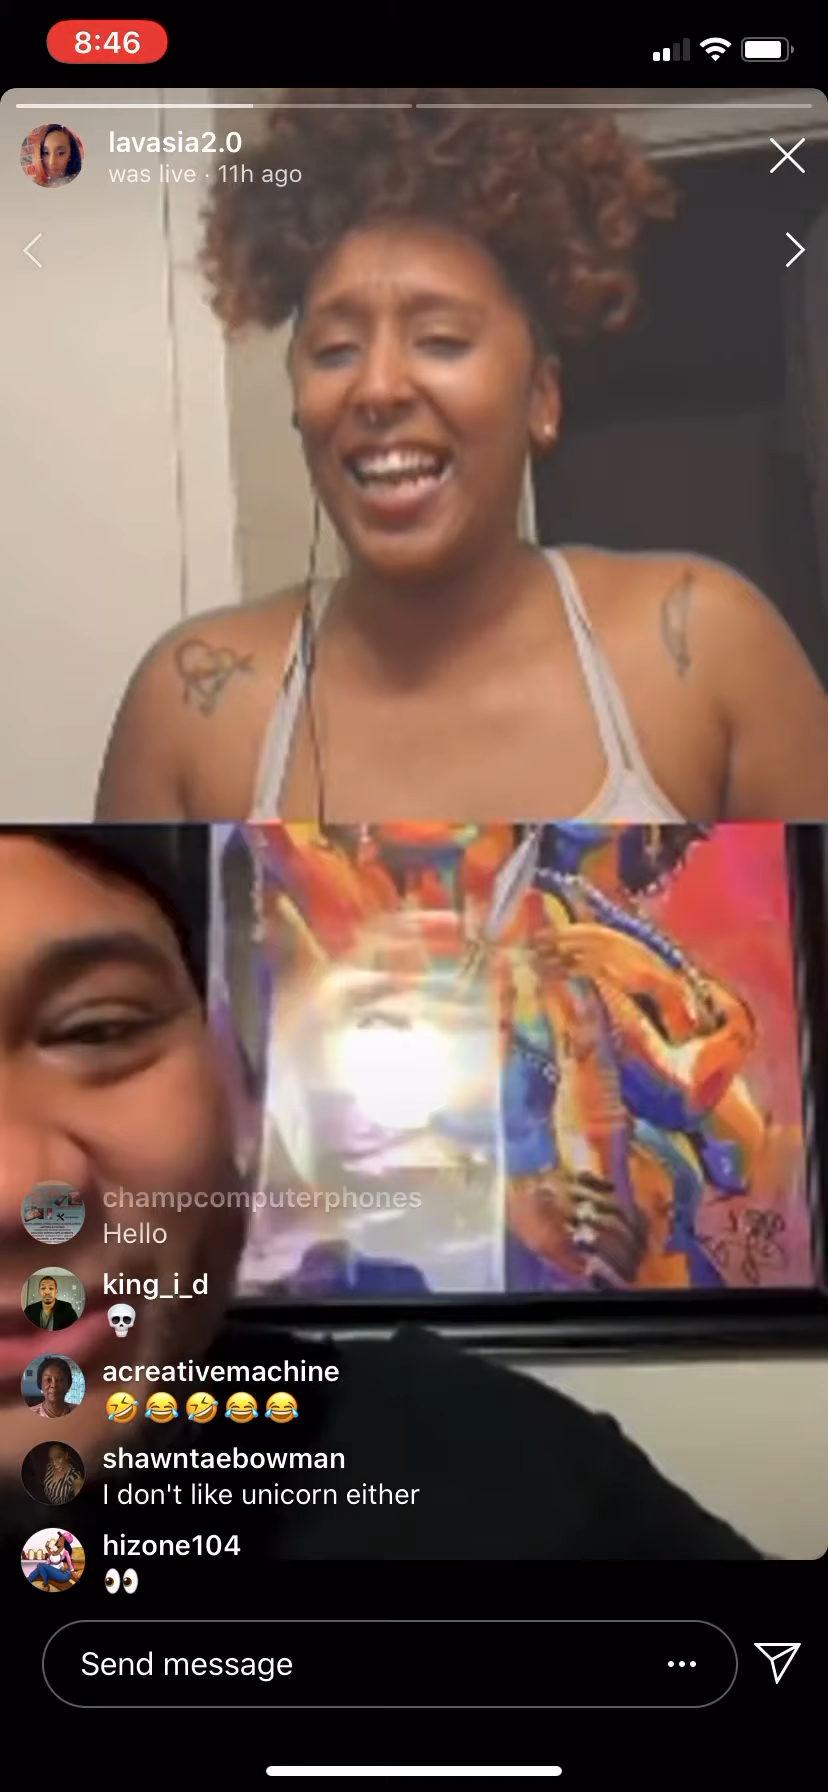 8:46
lavasia2.0
was live · 11h ago
champcomputerphones
Hello
king_i_d
💀
acreativemachine
🤣😂🤣😂😂
shawntaebowman
I don't like unicorn either
hizone104
👀
Send message